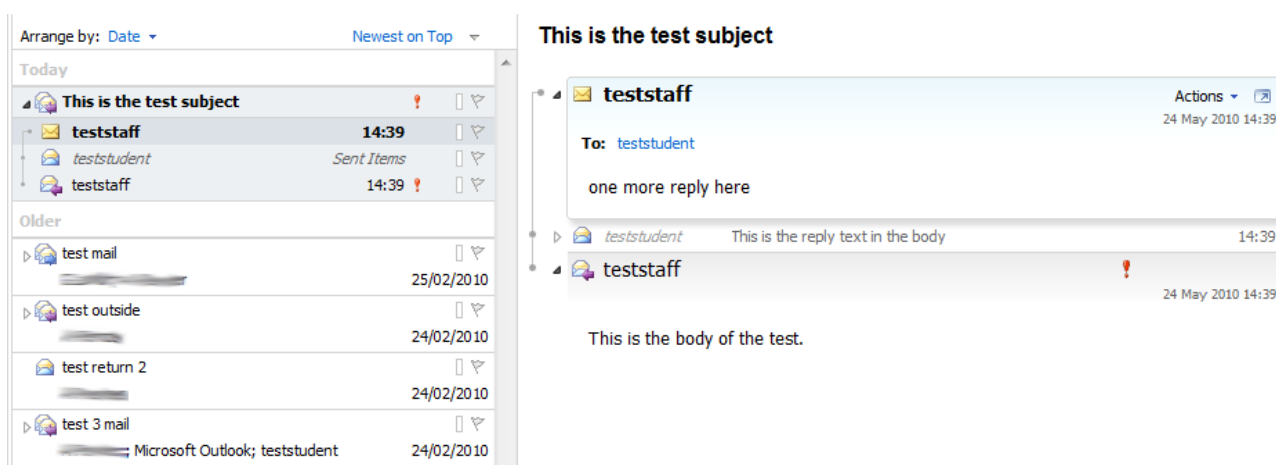 Arrange by: Date Newest on Top
Today
This is the test subject
teststaff 14:39
teststudent Sent Items
teststaff 14:39
Older
test mail
25/02/2010
test outside
24/02/2010
test return 2
24/02/2010
test 3 mail
; Microsoft Outlook; teststudent 24/02/2010
This is the test subject
teststaff Actions
24 May 2010 14:39
To: teststudent
one more reply here
teststudent This is the reply text in the body 14:39
teststaff
24 May 2010 14:39
This is the body of the test.